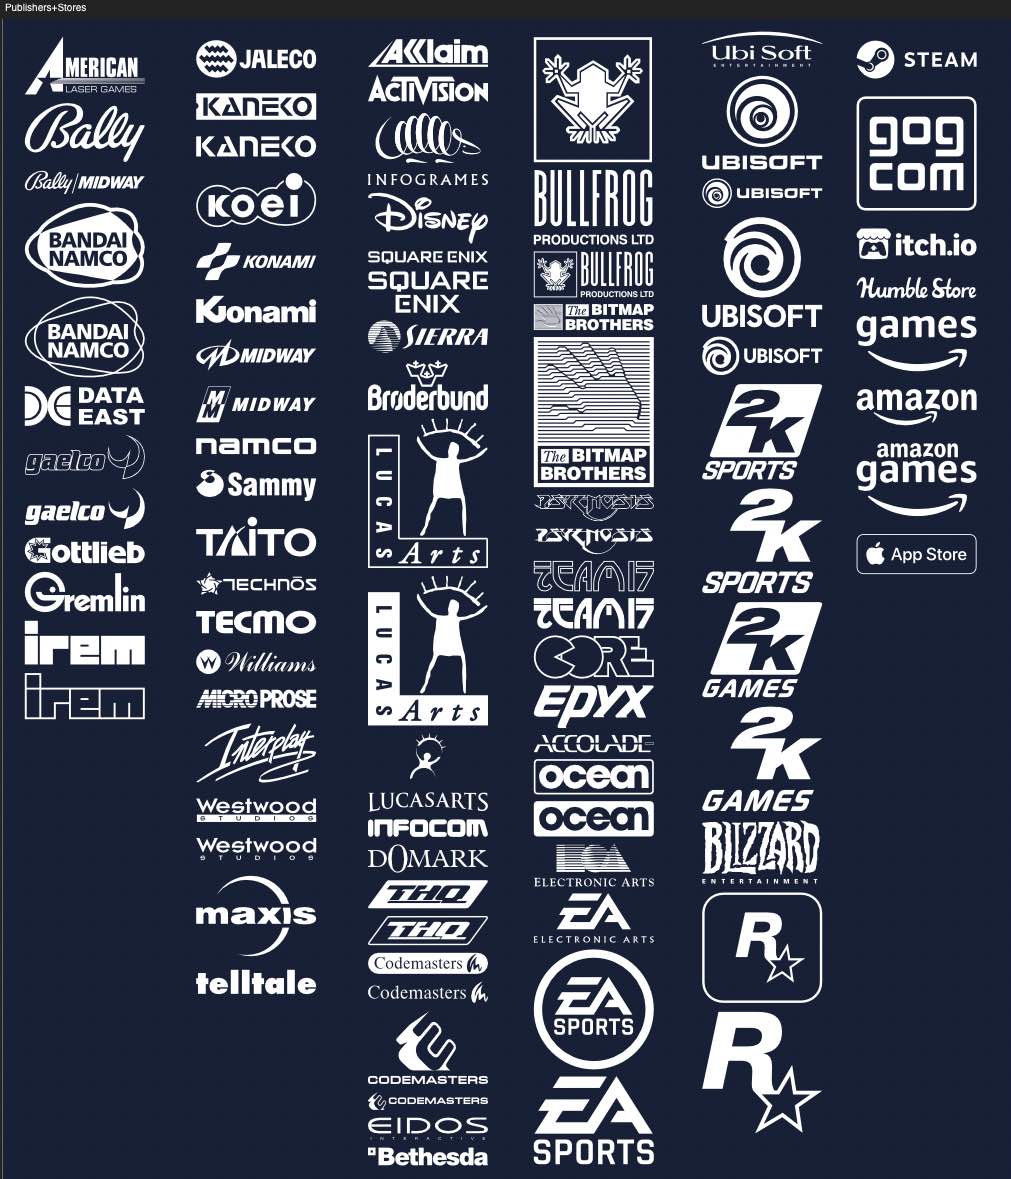 Publishers+Stores
AMERICAN
LASER GAMES
Bally
Bally/MIDWAY
BANDAI
NAMCO
BANDAI
NAMCO
DATA
EAST
gaelco
gaelco
Gottlieb
Gremlin
irem
irem
JALECO
KANEKO
KANEKO
KOEI
KONAMI
Konami
MIDWAY
MIDWAY
namco
Sammy
TAITO
TECHNŌS
TECMO
W Williams
MICROPROSE
Interplay
Westwood
STUDIOS
Westwood
STUDIOS
maxis
telltale
AKKlaim
ACTIVISION
INFOGRAMES
DISNEY
SQUARE ENIX
SQUARE
ENIX
SIERRA
Brøderbund
LUCAS
Arts
LUCAS
Arts
LUCASARTS
INFOCOM
DOMARK
THQ
THQ
Codemasters
Codemasters
CODEMASTERS
CODEMASTERS
EIDOS
INTERACTIVE
Bethesda
BULLFROG
PRODUCTIONS LTD
BULLFROG
PRODUCTIONS LTD
The BITMAP
BROTHERS
The BITMAP
BROTHERS
PSYGNOSIS
PSYGNOSIS
TEAM17
TEAM17
CORE
EPYX
ACCOLADE
ocean
ocean
ECA
ELECTRONIC ARTS
EA
ELECTRONIC ARTS
EA
SPORTS
EA
SPORTS
Ubi Soft
ENTERTAINMENT
UBISOFT
UBISOFT
UBISOFT
UBISOFT
2K
SPORTS
2K
SPORTS
2K
GAMES
2K
GAMES
BLIZZARD
ENTERTAINMENT
R
R
STEAM
gog
com
itch.io
Humble Store
games
amazon
amazon
games
App Store